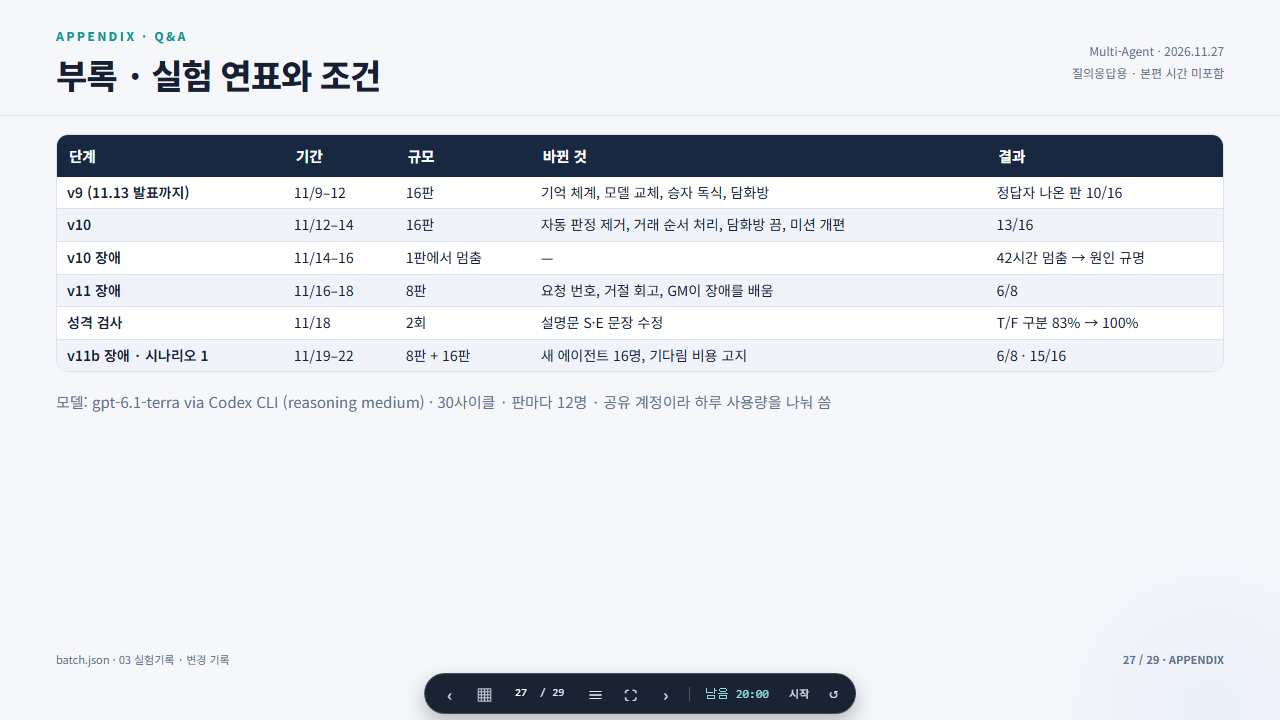 APPENDIX · Q&A
부록 · 실험 연표와 조건
Multi-Agent · 2026.11.27
질의응답용 · 본편 시간 미포함
단계 기간 규모 바뀐 것 결과
v9 (11.13 발표까지) 11/9–12 16판 기억 체계, 모델 교체, 승자 독식, 담화방 정답자 나온 판 10/16
v10 11/12–14 16판 자동 판정 제거, 거래 순서 처리, 담화방 끔, 미션 개편 13/16
v10 장애 11/14–16 1판에서 멈춤 — 42시간 멈춤 → 원인 규명
v11 장애 11/16–18 8판 요청 번호, 거절 회고, GM이 장애를 배움 6/8
성격 검사 11/18 2회 설명문 S·E 문장 수정 T/F 구분 83% → 100%
v11b 장애 · 시나리오 1 11/19–22 8판 + 16판 새 에이전트 16명, 기다림 비용 고지 6/8 · 15/16
모델: gpt-6.1-terra via Codex CLI (reasoning medium) · 30사이클 · 판마다 12명 · 공유 계정이라 하루 사용량을 나눠 씀
batch.json · 03 실험기록 · 변경 기록
27 / 29 · APPENDIX
‹ 27 / 29 › 남음 20:00 시작 ↺